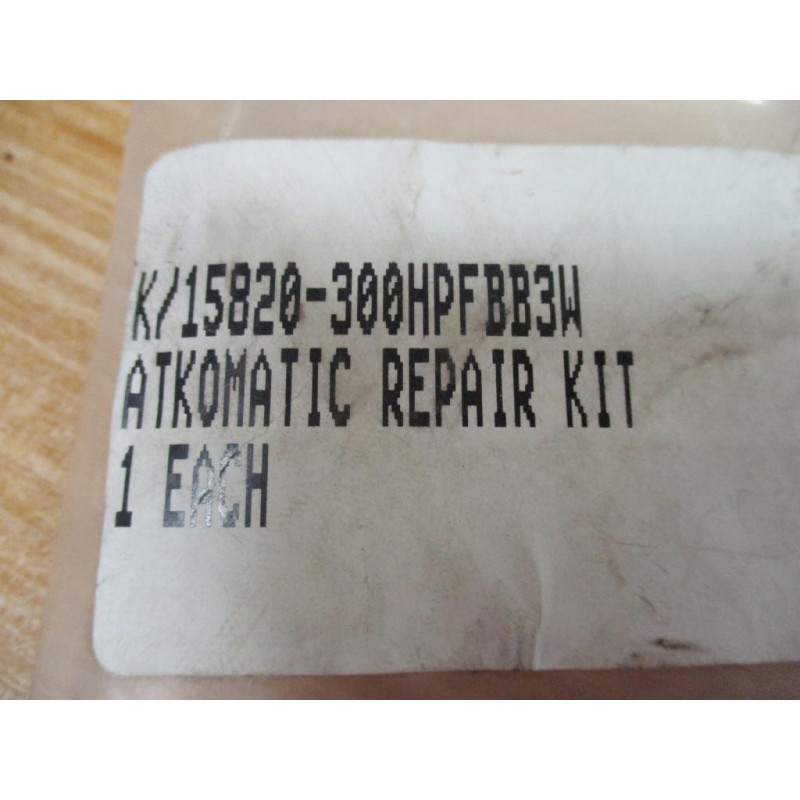 K/15820-300HPFBB3W
ATKOMATIC REPAIR KIT
1 EACH